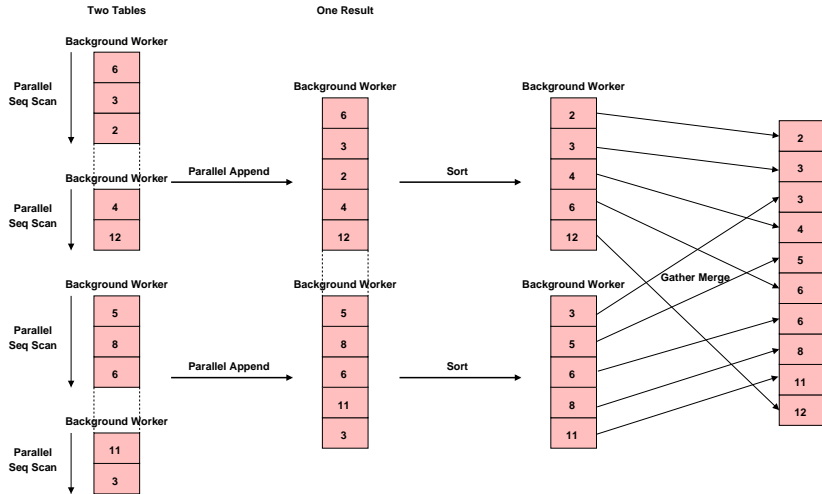 Two Tables
One Result
Background Worker
Parallel
Seq Scan
6
3
2
Background Worker
Parallel
Seq Scan
4
12
Parallel Append
Background Worker
6
3
2
4
12
Sort
Background Worker
2
3
4
6
12
Background Worker
Parallel
Seq Scan
5
8
6
Background Worker
Parallel
Seq Scan
11
3
Parallel Append
Background Worker
5
8
6
11
3
Sort
Background Worker
3
5
6
8
11
Gather Merge
2
3
3
4
5
6
6
8
11
12